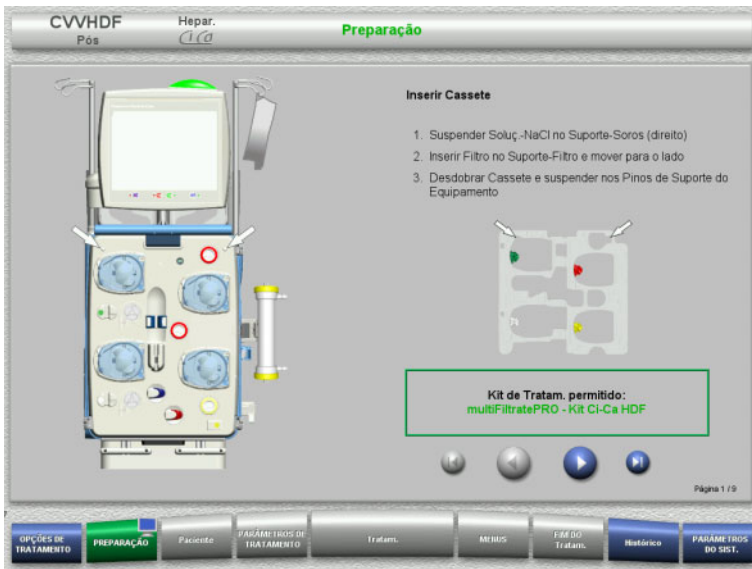 CVVHDF
Pós
Hepar.
CiCa
Preparação
Inserir Cassete
1. Suspender Soluç.-NaCl no Suporte-Soros (direito)
2. Inserir Filtro no Suporte-Filtro e mover para o lado
3. Desdobrar Cassete e suspender nos Pinos de Suporte do
Equipamento
Kit de Tratam. permitido:
multiFiltratePRO - Kit Ci-Ca HDF
Página 1 / 9
OPÇÕES DE
TRATAMENTO
PREPARAÇÃO
Paciente
PARÂMETROS DE
TRATAMENTO
Tratam.
MENUS
FIM DO
Tratam.
Histórico
PARÂMETROS
DO SIST.